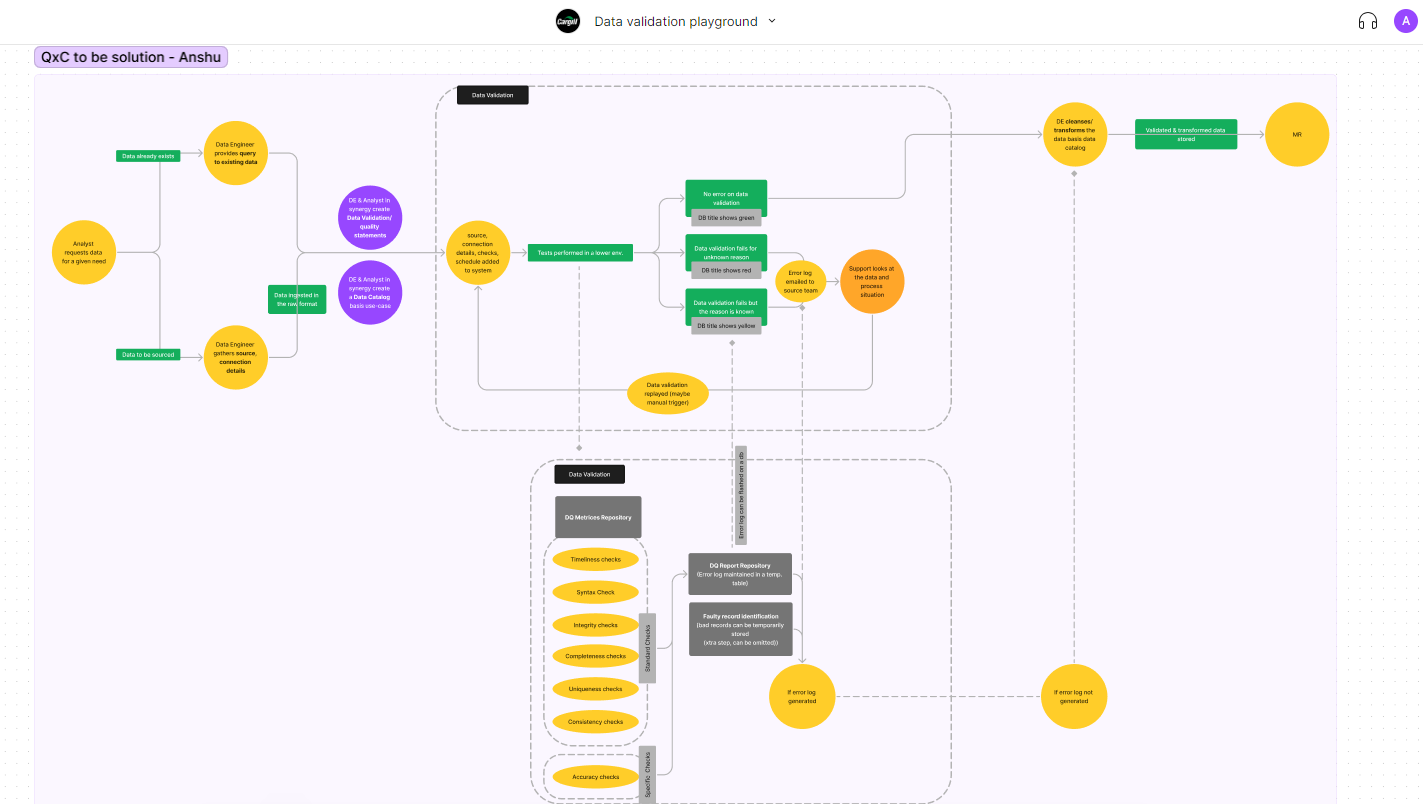 Cargill
Data validation playground
A
QxC to be solution - Anshu
Data Validation
Data already exists
Data Engineer
provides query
to existing data
Analyst
requests data
for a given need
Data to be sourced
Data Engineer
gathers source,
connection
details
Data ingested in
the raw format
DE & Analyst in
synergy create
Data Validation/
quality
statements
DE & Analyst in
synergy create
a Data Catalog
basis use-case
source,
connection
details, checks,
schedule added
to system
Tests performed in a lower env.
No error on data
validation
DB title shows green
Data validation fails for
unknown reason
DB title shows red
Data validation fails but
the reason is known
DB title shows yellow
Error log
emailed to
source team
Support looks at
the data and
process
situation
Data validation
replayed (maybe
manual trigger)
DE cleanses/
transforms the
data basis data
catalog
Validated & transformed data
stored
MR
Data Validation
DQ Metrices Repository
Timeliness checks
Syntax Check
Integrity checks
Completeness checks
Uniqueness checks
Consistency checks
Standard Checks
Accuracy checks
Specific Checks
Error log can be flashed on a db
DQ Report Repository
(Error log maintained in a temp.
table)
Faulty record identification
(bad records can be temporarily
stored
(xtra step, can be omitted))
If error log
generated
If error log not
generated